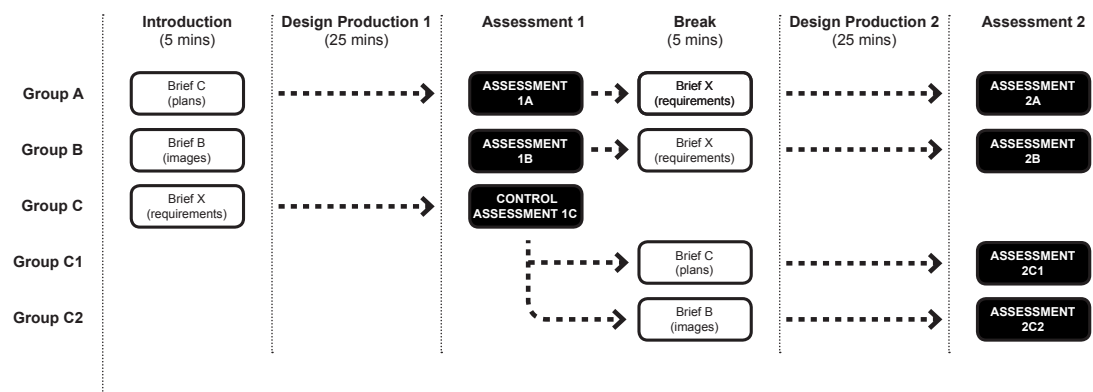 Introduction
(5 mins)
Design Production 1
(25 mins)
Assessment 1
Break
(5 mins)
Design Production 2
(25 mins)
Assessment 2
Group A
Brief C
(plans)
ASSESSMENT
1A
Brief X
(requirements)
ASSESSMENT
2A
Group B
Brief B
(images)
ASSESSMENT
1B
Brief X
(requirements)
ASSESSMENT
2B
Group C
Brief X
(requirements)
CONTROL
ASSESSMENT 1C
Group C1
Brief C
(plans)
ASSESSMENT
2C1
Group C2
Brief B
(images)
ASSESSMENT
2C2